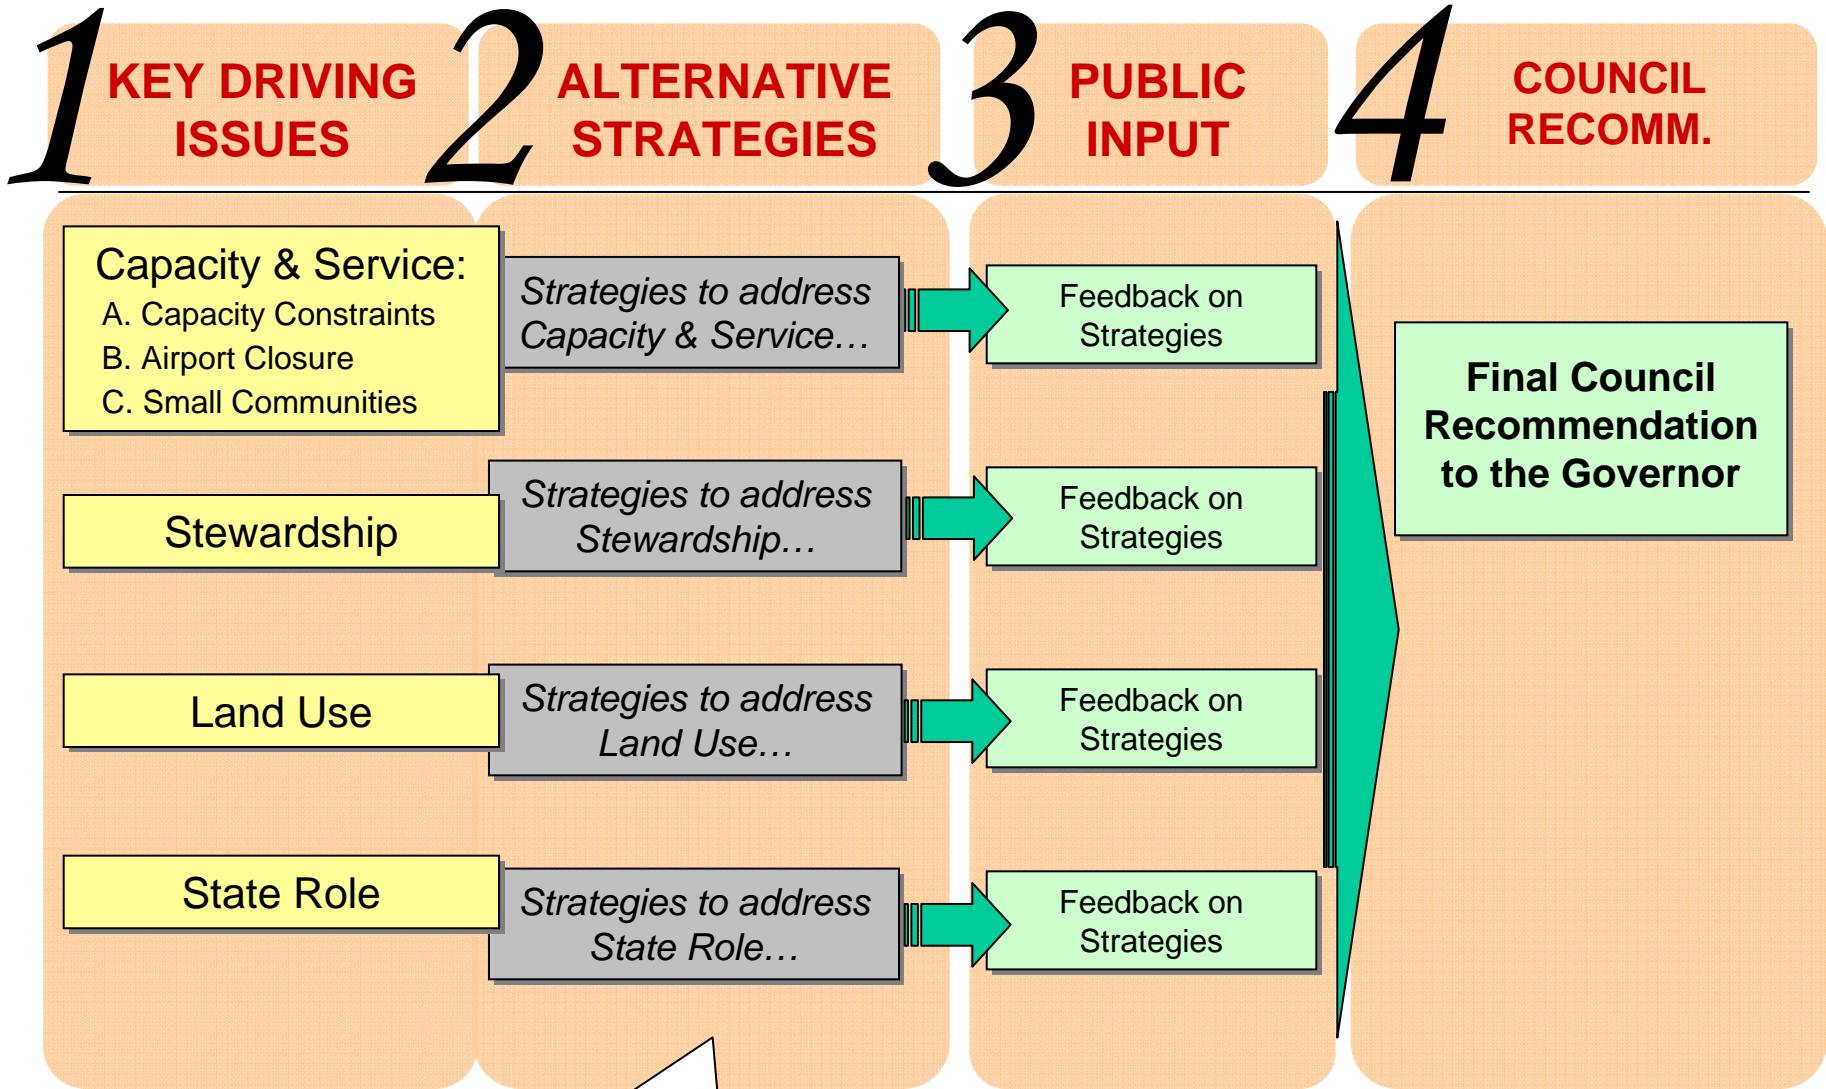 1
KEY DRIVING
ISSUES
2
ALTERNATIVE
STRATEGIES
3
PUBLIC
INPUT
4
COUNCIL
RECOMM.
Capacity & Service:
A. Capacity Constraints
B. Airport Closure
C. Small Communities
Strategies to address
Capacity & Service…
Feedback on
Strategies
Stewardship
Strategies to address
Stewardship…
Feedback on
Strategies
Land Use
Strategies to address
Land Use…
Feedback on
Strategies
State Role
Strategies to address
State Role…
Feedback on
Strategies
Final Council
Recommendation
to the Governor